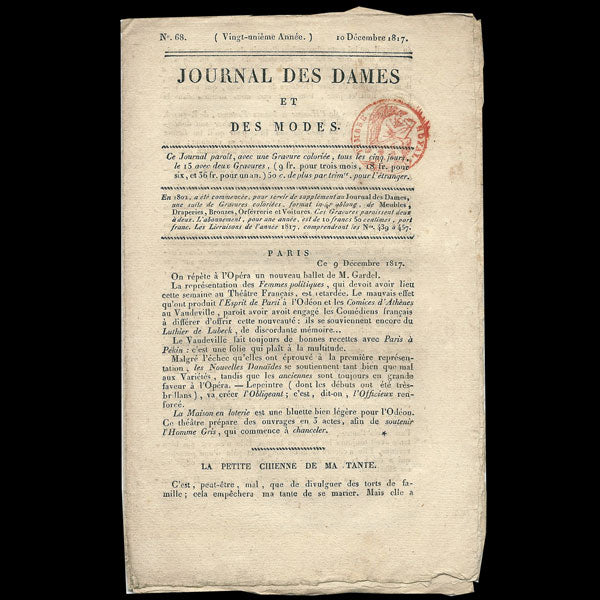 N°. 68. ( Vingt-unième Année. ) 10 Décembre 1817.
JOURNAL DES DAMES
ET
DES MODES.
Ce Journal paraît, avec une Gravure coloriée, tous les cinq jours,
le 15 avec deux Gravures, ( 9 fr. pour trois mois, 18 fr. pour
six, et 36 fr. pour un an. ) 50 c. de plus par trim.re pour l'étranger.
En 1802, a été commencée, pour servir de supplément au Journal des Dames,
une suite de Gravures coloriées, format in-4° oblong, de Meubles,
Draperies, Bronzes, Orfèvrerie et Voitures. Ces Gravures paroissent deux
à deux. L'abonnement, pour une année, est de 10 francs 50 centimes, port
franc. Les Livraisons de l'année 1817, comprendront les Nos. 439 à 457.
PARIS
Ce 9 Décembre 1817.
On répète à l'Opéra un nouveau ballet de M. Gardel.
La représentation des Femmes politiques, qui devoit avoir lieu
cette semaine au Théâtre Français, est retardée. Le mauvais effet
qu'ont produit l'Esprit de Parti à l'Odéon et les Comices d'Athènes
au Vaudeville, paroît avoir engagé les Comédiens français
à différer d'offrir cette nouveauté : ils se souviennent encore du
Luthier de Lubeck, de discordante mémoire...
Le Vaudeville fait toujours de bonnes recettes avec Paris à
Pékin : c'est une folie qui plaît à la multitude.
Malgré l'échec qu'elles ont éprouvé à la première représen-
tation, les Nouvelles Danaïdes se soutiennent tant bien que mal
aux Variétés, tandis que les anciennes sont toujours en grande
faveur à l'Opéra. — Lepeintre ( dont les débuts ont été très-
brillans ), va créer l'Obligeant ; c'est, dit-on, l'Officieux ren-
forcé.
La Maison en loterie est une bluette bien légère pour l'Odéon.
Ce théâtre prépare des ouvrages en 5 actes, afin de soutenir
l'Homme Gris, qui commence à chanceler. *
LA PETITE CHIENNE DE MA TANTE.
C'est, peut-être, mal, que de divulguer des torts de fa-
mille ; cela empêchera ma tante de se marier. Mais elle a